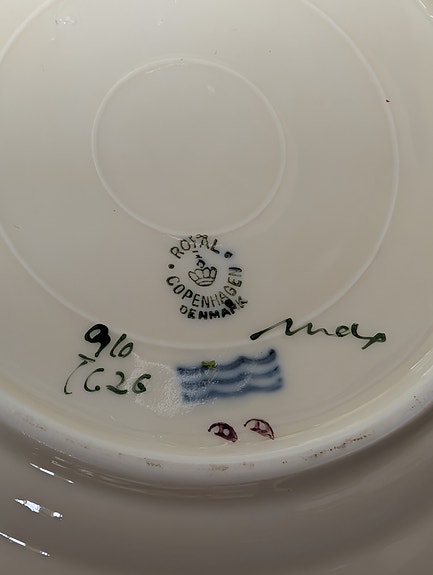 ROYAL
COPENHAGEN
DENMARK
910
1626